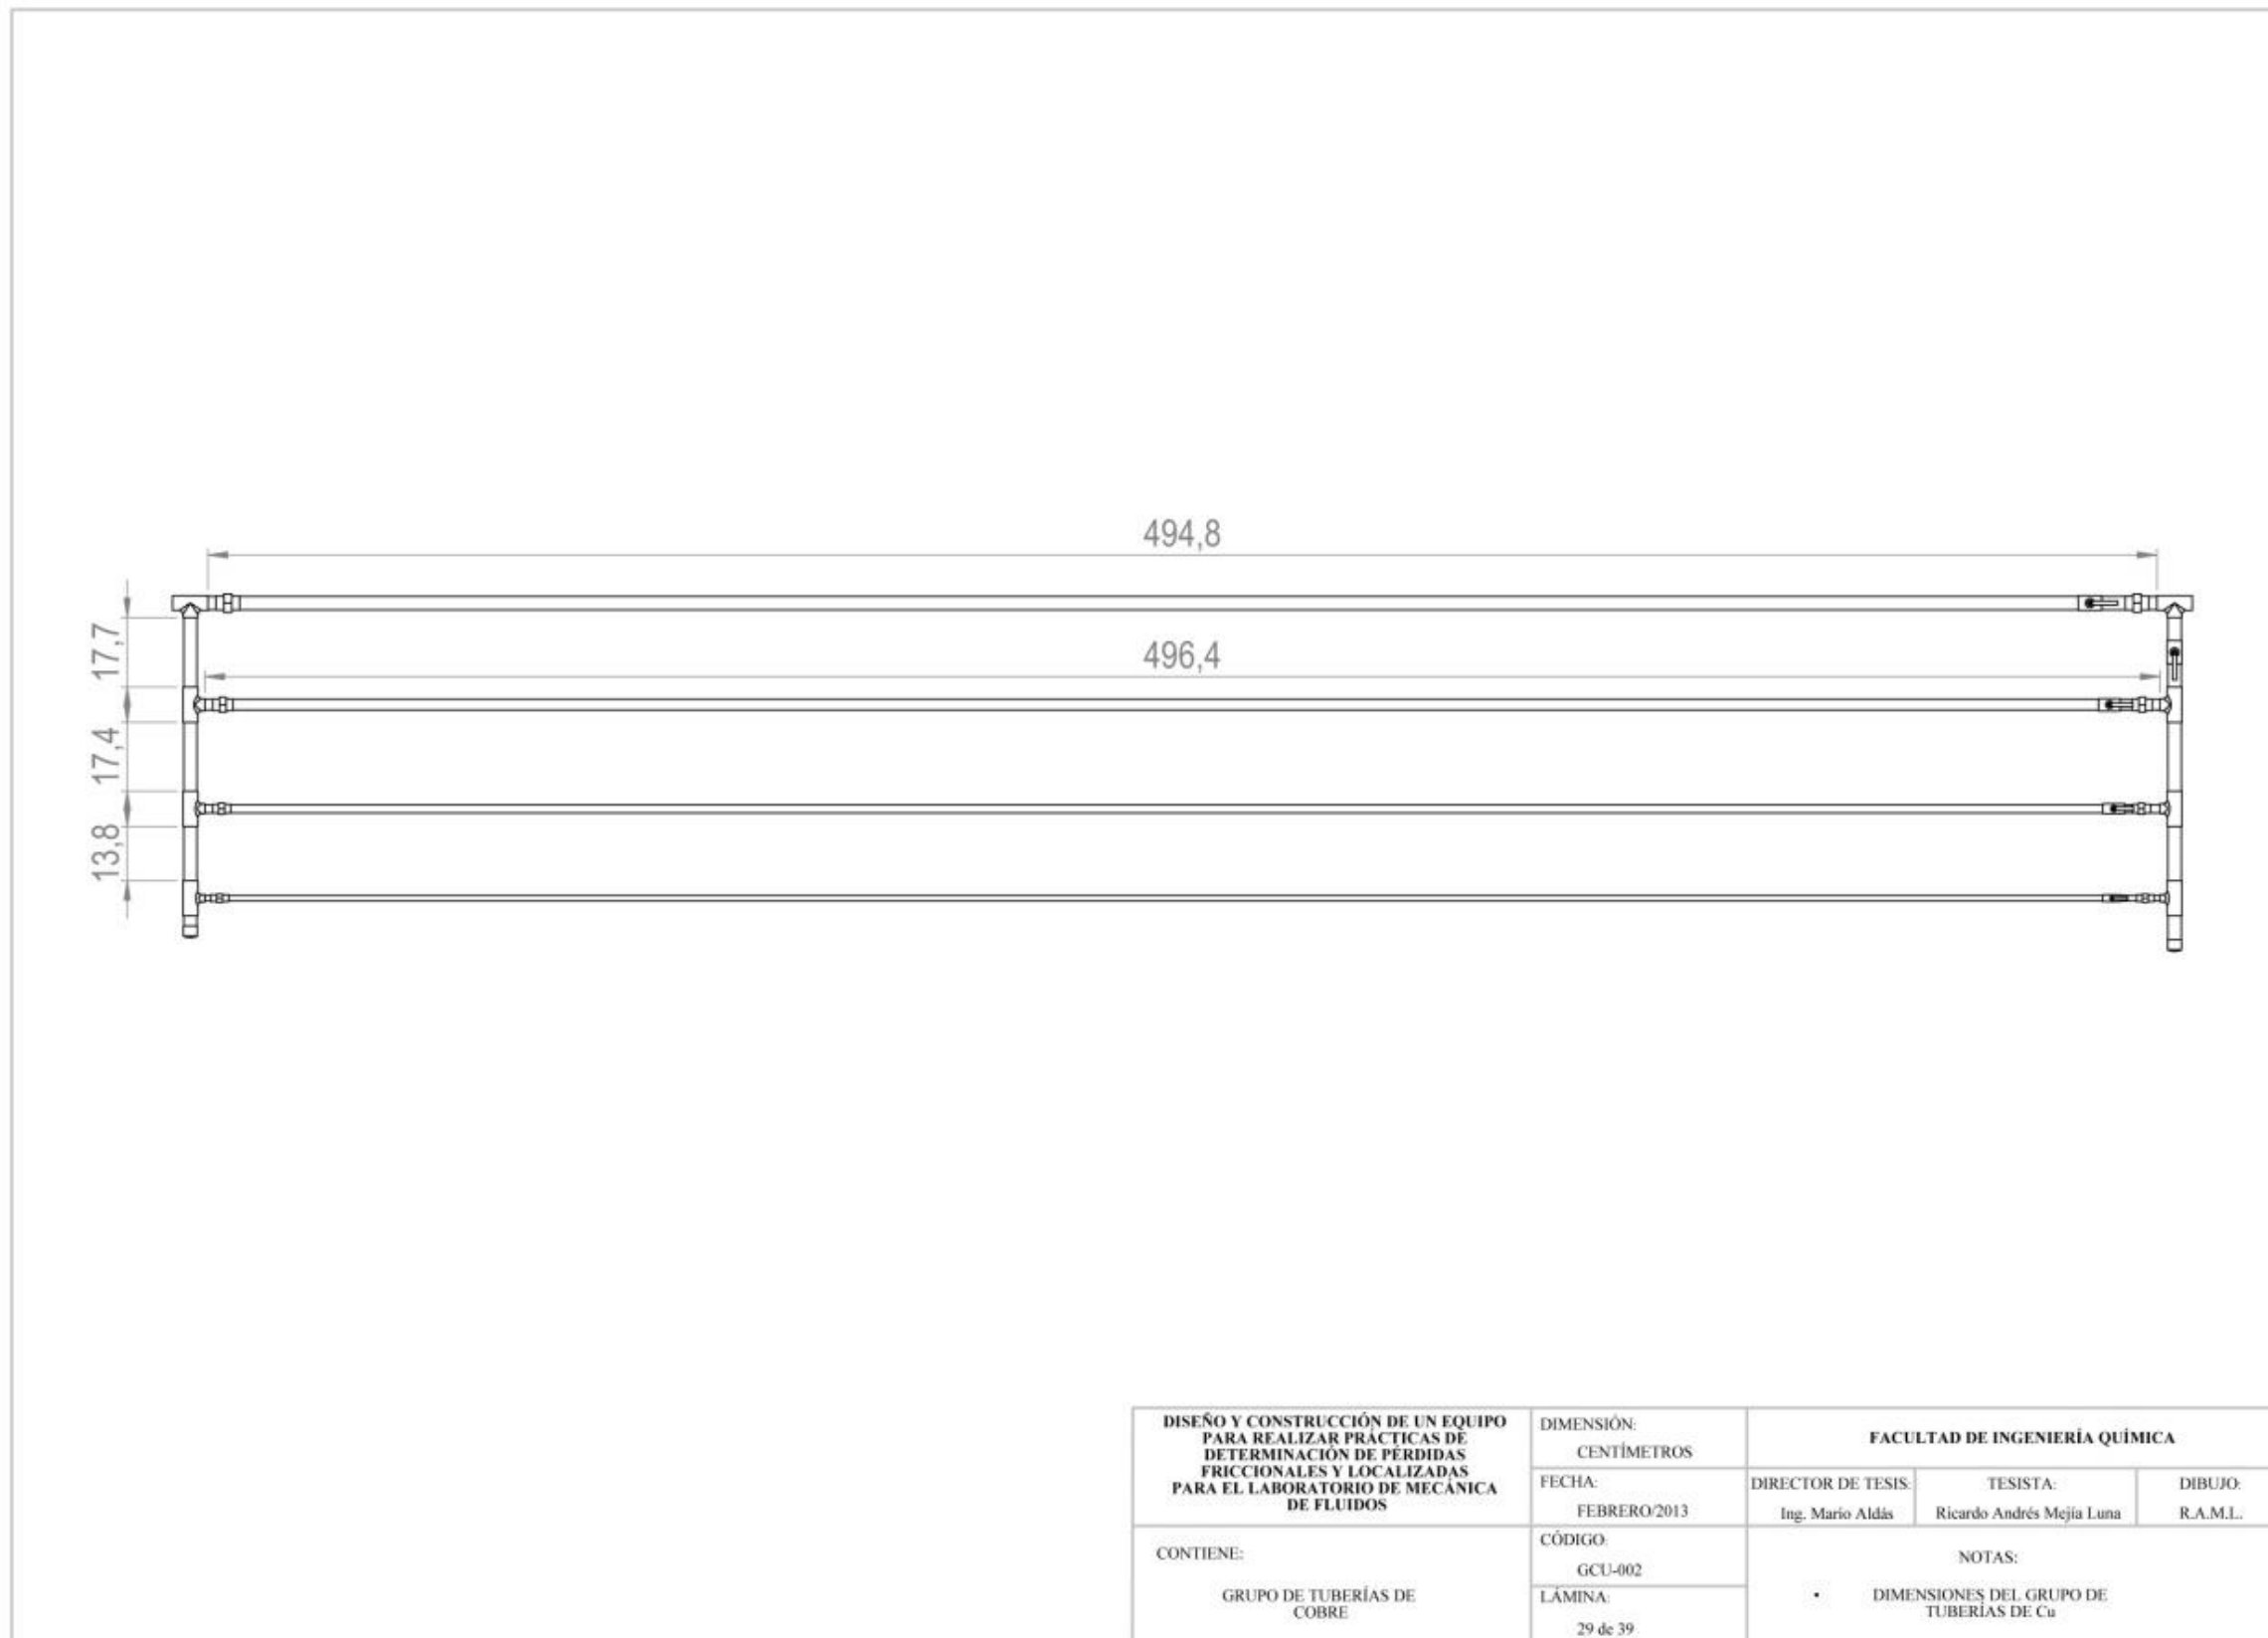 494,8
17,7
496,4
17,4
13,8
DISEÑO Y CONSTRUCCIÓN DE UN EQUIPO
PARA REALIZAR PRÁCTICAS DE
DETERMINACIÓN DE PÉRDIDAS
FRICCIONALES Y LOCALIZADAS
PARA EL LABORATORIO DE MECÁNICA
DE FLUIDOS
DIMENSIÓN:
CENTÍMETROS
FACULTAD DE INGENIERÍA QUÍMICA
FECHA:
FEBRERO/2013
DIRECTOR DE TESIS:
Ing. Mario Aldás
TESISTA:
Ricardo Andrés Mejía Luna
DIBUJO:
R.A.M.L.
CONTIENE:
GRUPO DE TUBERÍAS DE
COBRE
CÓDIGO:
GCU-002
LÁMINA:
29 de 39
NOTAS:
• DIMENSIONES DEL GRUPO DE
TUBERÍAS DE Cu